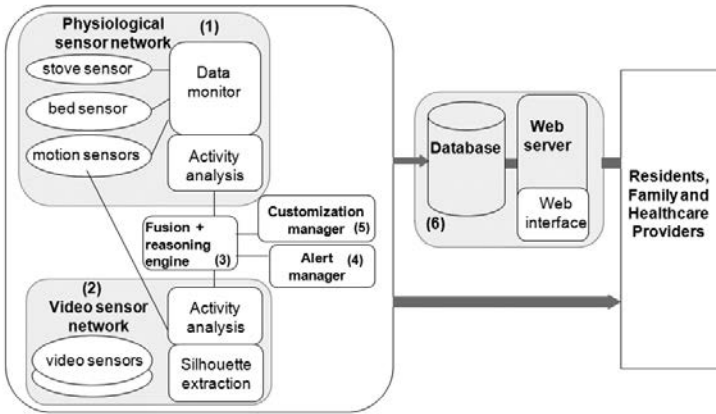 Physiological
sensor network
(1)
stove sensor
bed sensor
motion sensors
Data
monitor
Activity
analysis
Fusion +
reasoning
engine
(3)
Customization
manager (5)
Alert
manager
(4)
(2)
Video sensor
network
video sensors
Activity
analysis
Silhouette
extraction
Database
(6)
Web
server
Web
interface
Residents,
Family and
Healthcare
Providers